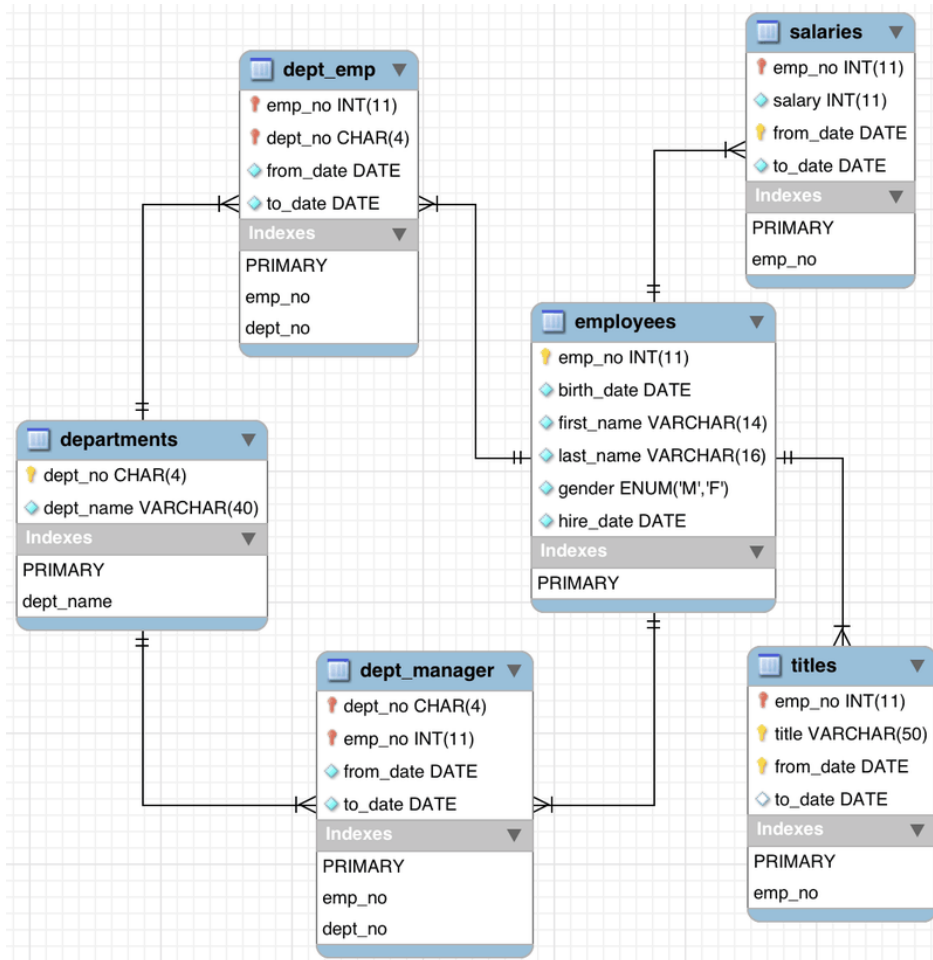 salaries
emp_no INT(11)
salary INT(11)
from_date DATE
to_date DATE
Indexes
PRIMARY
emp_no
dept_emp
emp_no INT(11)
dept_no CHAR(4)
from_date DATE
to_date DATE
Indexes
PRIMARY
emp_no
dept_no
employees
emp_no INT(11)
birth_date DATE
first_name VARCHAR(14)
last_name VARCHAR(16)
gender ENUM('M','F')
hire_date DATE
Indexes
PRIMARY
departments
dept_no CHAR(4)
dept_name VARCHAR(40)
Indexes
PRIMARY
dept_name
dept_manager
dept_no CHAR(4)
emp_no INT(11)
from_date DATE
to_date DATE
Indexes
PRIMARY
emp_no
dept_no
titles
emp_no INT(11)
title VARCHAR(50)
from_date DATE
to_date DATE
Indexes
PRIMARY
emp_no